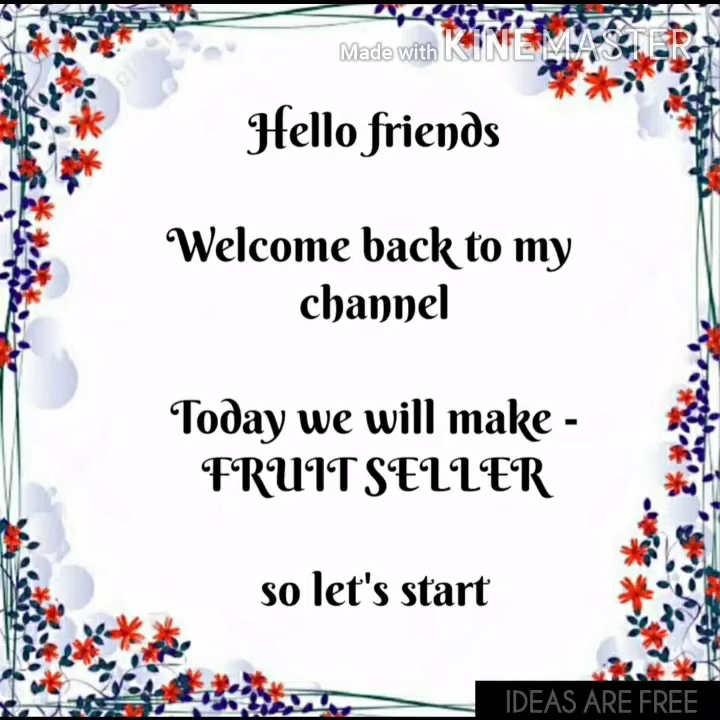 Made with KINEMASTER
Hello friends
Welcome back to my
channel
Today we will make -
FRUIT SELLER
so let's start
IDEAS ARE FREE